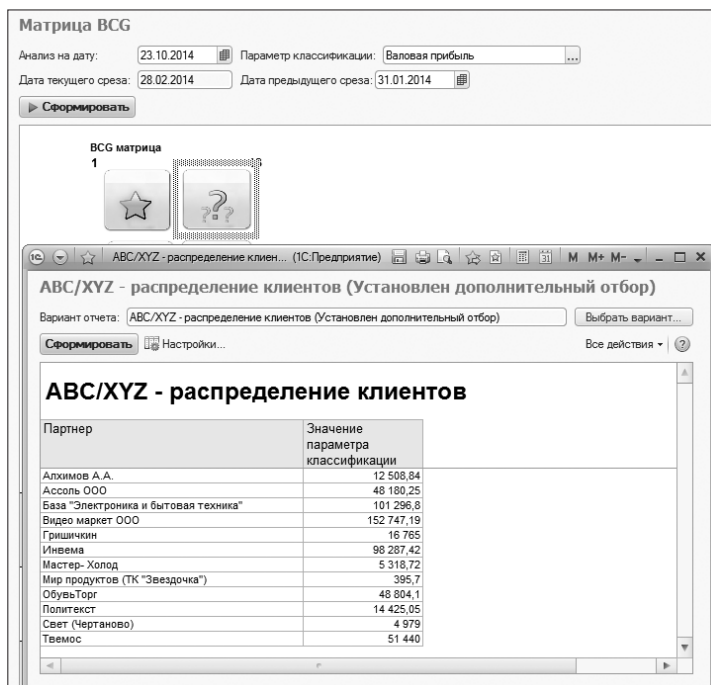 Матрица BCG
Анализ на дату: 23.10.2014 Параметр классификации: Валовая прибыль ...
Дата текущего среза: 28.02.2014 Дата предыдущего среза: 31.01.2014
Сформировать
BCG матрица
1
ABC/XYZ - распределение клиен... (1С:Предприятие) M M+ M-
ABC/XYZ - распределение клиентов (Установлен дополнительный отбор)
Вариант отчета: ABC/XYZ - распределение клиентов (Установлен дополнительный отбор) Выбрать вариант...
Сформировать Настройки... Все действия
ABC/XYZ - распределение клиентов
Партнер Значение параметра классификации
Алхимов А.А. 12 508,84
Ассоль ООО 48 180,25
База "Электроника и бытовая техника" 101 296,8
Видео маркет ООО 152 747,19
Гришичкин 16 765
Инвема 98 287,42
Мастер- Холод 5 318,72
Мир продуктов (ТК "Звездочка") 395,7
ОбувьТорг 48 804,1
Политекст 14 425,05
Свет (Чертаново) 4 979
Твемос 51 440